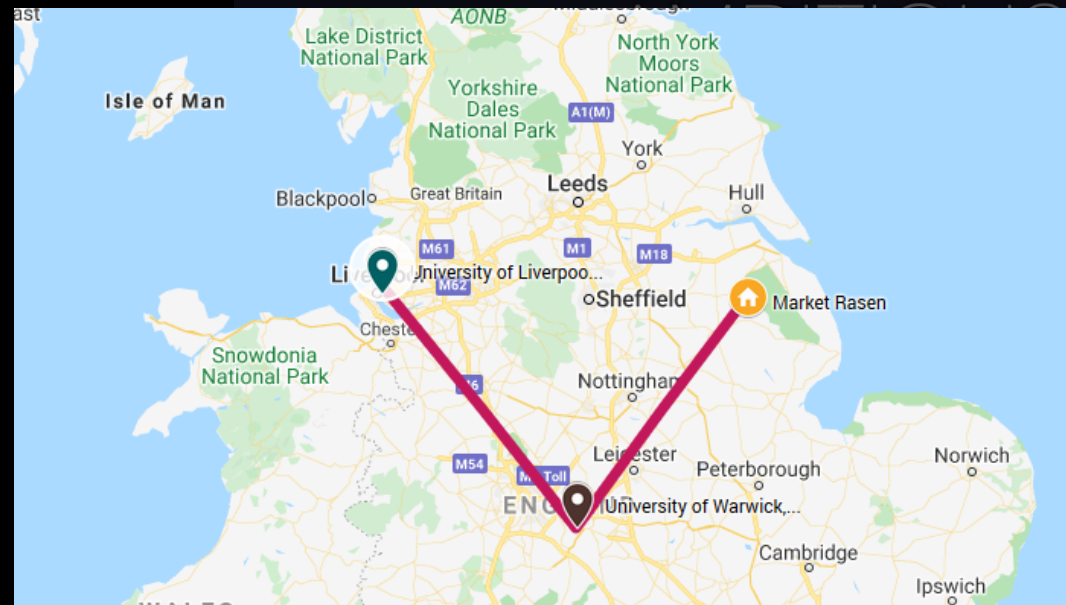 ast
AONB
Lake District
National Park
North York
Moors
National Park
Yorkshire
Dales
National Park
Isle of Man
A1(M)
York
Leeds
Blackpool
Great Britain
Hull
M61
M1
M18
University of Liverpoo...
M62
Sheffield
Market Rasen
Snowdonia
National Park
Nottingham
M54
Toll
Leicester
Peterborough
Norwich
University of Warwick,...
Cambridge
Ipswich